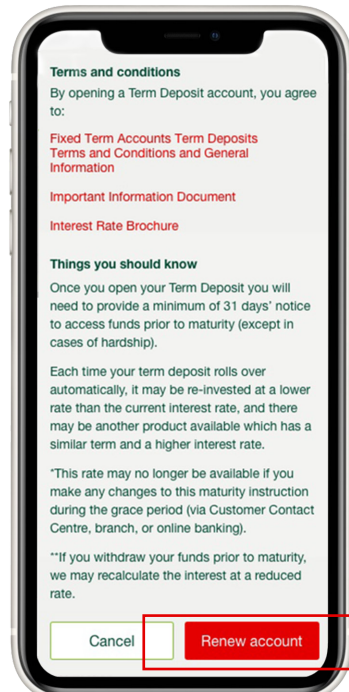 Terms and conditions
By opening a Term Deposit account, you agree
to:
Fixed Term Accounts Term Deposits
Terms and Conditions and General
Information
Important Information Document
Interest Rate Brochure
Things you should know
Once you open your Term Deposit you will
need to provide a minimum of 31 days' notice
to access funds prior to maturity (except in
cases of hardship).
Each time your term deposit rolls over
automatically, it may be re-invested at a lower
rate than the current interest rate, and there
may be another product available which has a
similar term and a higher interest rate.
*This rate may no longer be available if you
make any changes to this maturity instruction
during the grace period (via Customer Contact
Centre, branch, or online banking).
**If you withdraw your funds prior to maturity,
we may recalculate the interest at a reduced
rate.
Cancel Renew account